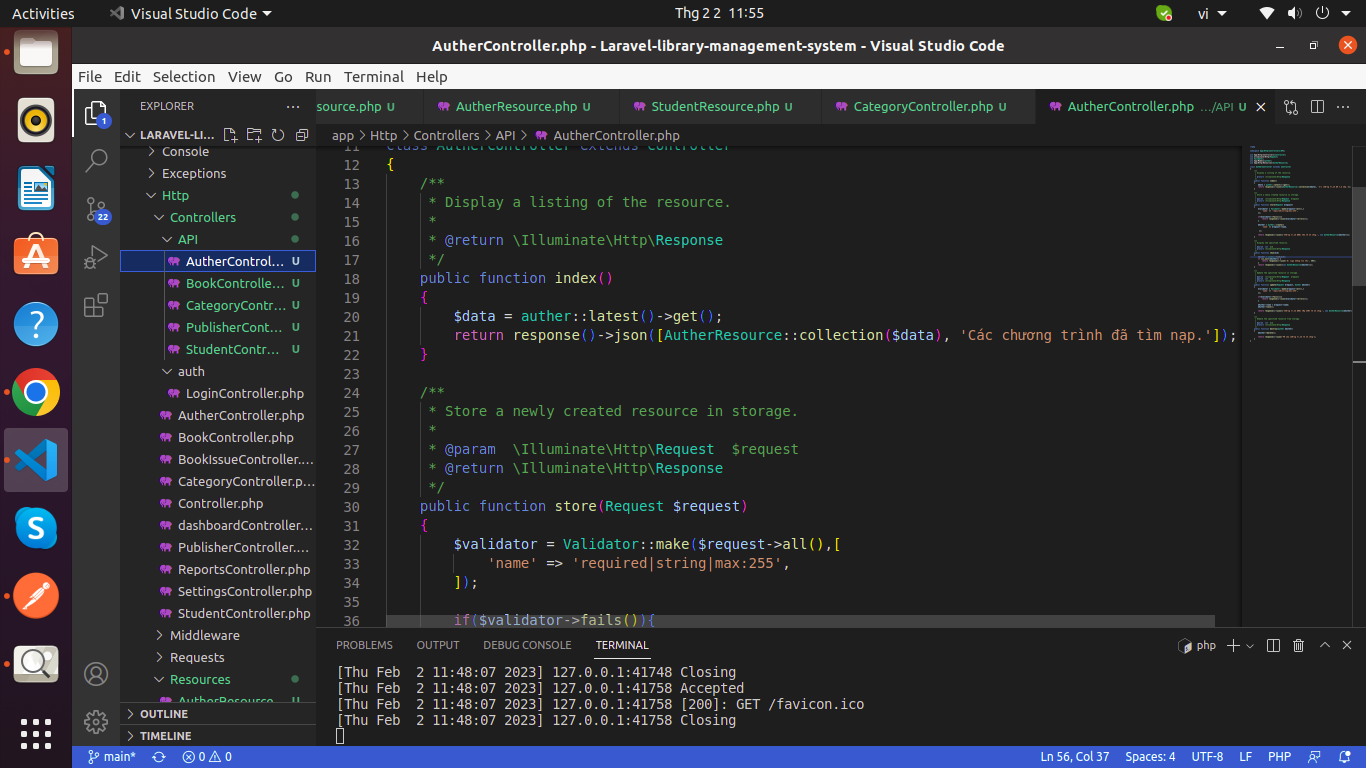 Activities Visual Studio Code Thg 2 2 11:55 vi
AutherController.php - Laravel-library-management-system - Visual Studio Code
File Edit Selection View Go Run Terminal Help
EXPLORER ...
source.php U AutherResource.php U StudentResource.php U CategoryController.php U AutherController.php .../API U
LARAVEL-LI...
app > Http > Controllers > API > AutherController.php
Console
Exceptions
Http
Controllers
API
AutherControl... U
BookControlle... U
CategoryContr... U
PublisherCont... U
StudentContr... U
auth
LoginController.php
AutherController.php
BookController.php
BookIssueController....
CategoryController.p...
Controller.php
dashboardController...
PublisherController....
ReportsController.php
SettingsController.php
StudentController.php
Middleware
Requests
Resources
AutherResource
OUTLINE
TIMELINE
1
22
11 class AutherController extends Controller
12 {
13 /**
14 * Display a listing of the resource.
15 *
16 * @return \Illuminate\Http\Response
17 */
18 public function index()
19 {
20 $data = auther::latest()->get();
21 return response()->json([AutherResource::collection($data), 'Các chương trình đã tìm nạp.']);
22 }
23
24 /**
25 * Store a newly created resource in storage.
26 *
27 * @param  \Illuminate\Http\Request  $request
28 * @return \Illuminate\Http\Response
29 */
30 public function store(Request $request)
31 {
32 $validator = Validator::make($request->all(),[
33 'name' => 'required|string|max:255',
34 ]);
35
36 if($validator->fails()){
PROBLEMS OUTPUT DEBUG CONSOLE TERMINAL php
[Thu Feb  2 11:48:07 2023] 127.0.0.1:41748 Closing
[Thu Feb  2 11:48:07 2023] 127.0.0.1:41758 Accepted
[Thu Feb  2 11:48:07 2023] 127.0.0.1:41758 [200]: GET /favicon.ico
[Thu Feb  2 11:48:07 2023] 127.0.0.1:41758 Closing
main* 0 0 Ln 56, Col 37 Spaces: 4 UTF-8 LF PHP